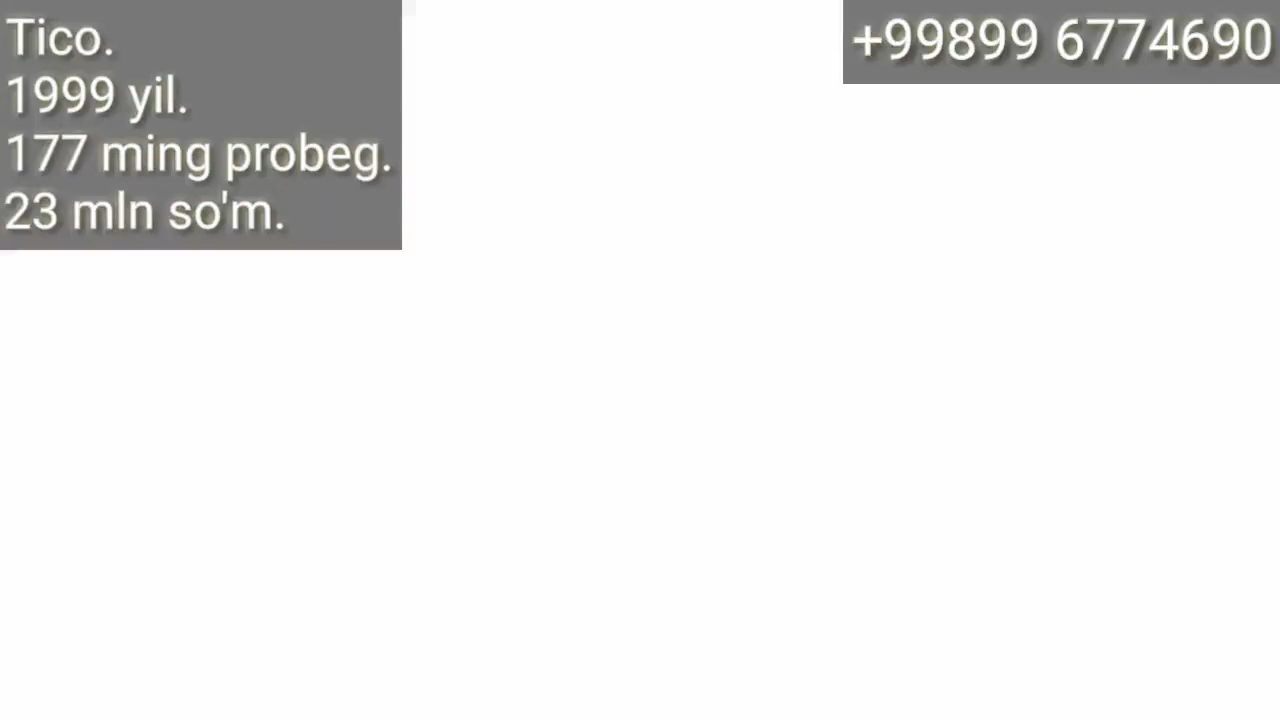 Tico.
1999 yil.
177 ming probeg.
23 mln so'm.
+99899 6774690